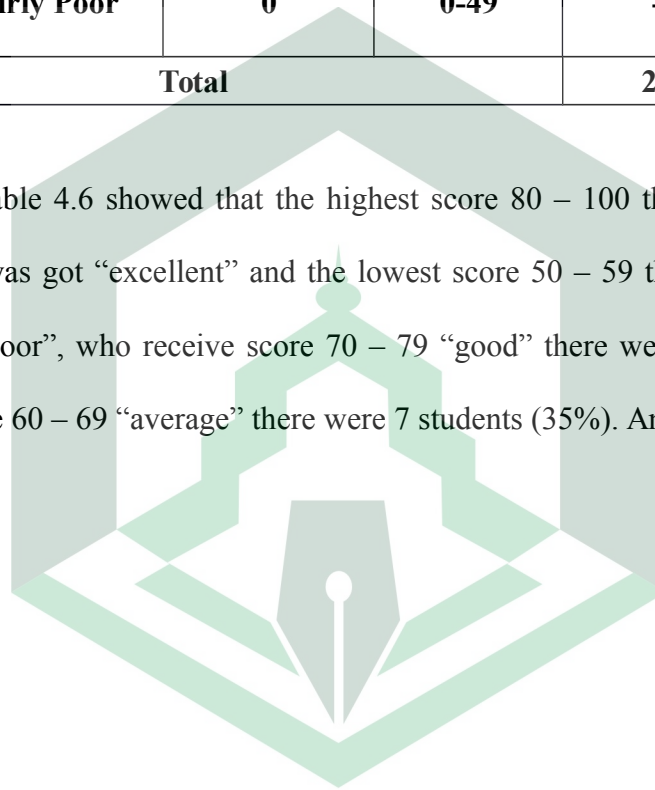 rly Poor 0 0-49 -
Total 2
ble 4.6 showed that the highest score 80 – 100 th
was got “excellent” and the lowest score 50 – 59 t
oor”, who receive score 70 – 79 “good” there we
e 60 – 69 “average” there were 7 students (35%). An